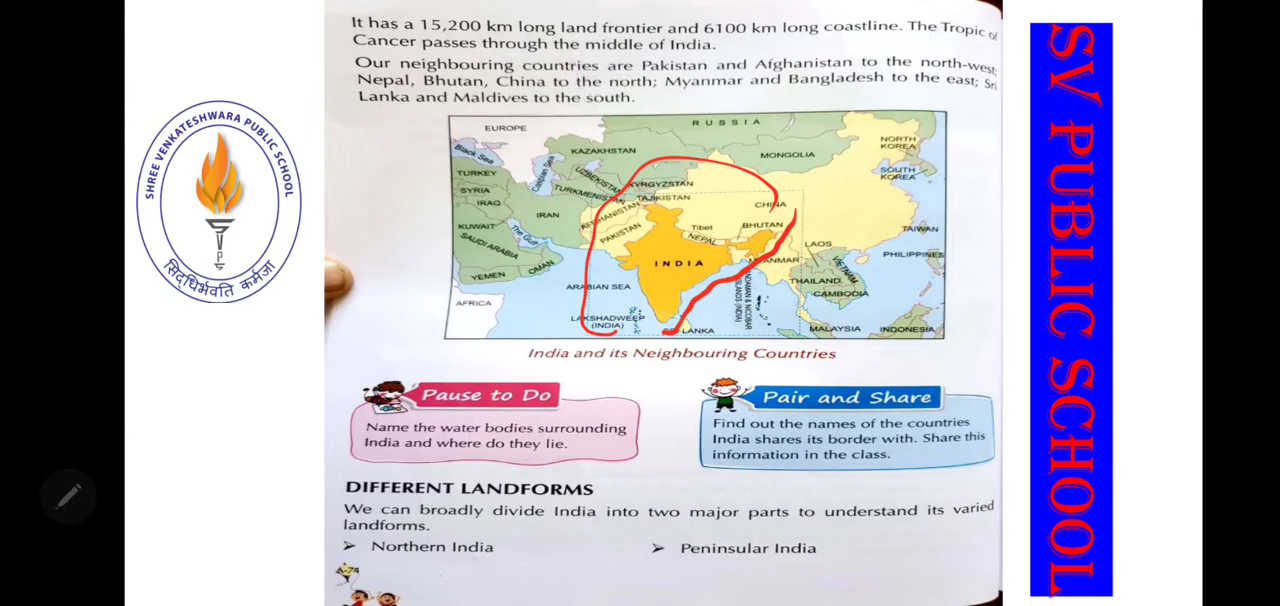 SHREE VENKATESHWARA PUBLIC SCHOOL
S
V
P
S
सिद्धिर्भवति कर्मजा
It has a 15,200 km long land frontier and 6100 km long coastline. The Tropic of
Cancer passes through the middle of India.
Our neighbouring countries are Pakistan and Afghanistan to the north-west;
Nepal, Bhutan, China to the north; Myanmar and Bangladesh to the east; Sri
Lanka and Maldives to the south.
RUSSIA
EUROPE
NORTH
KOREA
Black Sea
KAZAKHSTAN
MONGOLIA
Caspian Sea
UZBEKISTAN
SOUTH
KOREA
TURKEY
KYRGYZSTAN
SYRIA
TURKMENISTAN
TAJIKISTAN
IRAQ
CHINA
IRAN
AFGHANISTAN
KUWAIT
The Gulf
PAKISTAN
Tibet
BHUTAN
TAIWAN
NEPAL
SAUDI ARABIA
LAOS
VIETNAM
PHILIPPINES
INDIA
MYANMAR
OMAN
YEMEN
THAILAND
ARABIAN SEA
CAMBODIA
AFRICA
ANDAMAN & NICOBAR
ISLANDS (INDIA)
LAKSHADWEEP
(INDIA)
SRI LANKA
MALAYSIA
INDONESIA
India and its Neighbouring Countries
Pause to Do
Name the water bodies surrounding
India and where do they lie.
Pair and Share
Find out the names of the countries
India shares its border with. Share this
information in the class.
DIFFERENT LANDFORMS
We can broadly divide India into two major parts to understand its varied
landforms.
➢ Northern India
➢ Peninsular India
A-74
SV PUBLIC SCHOOL